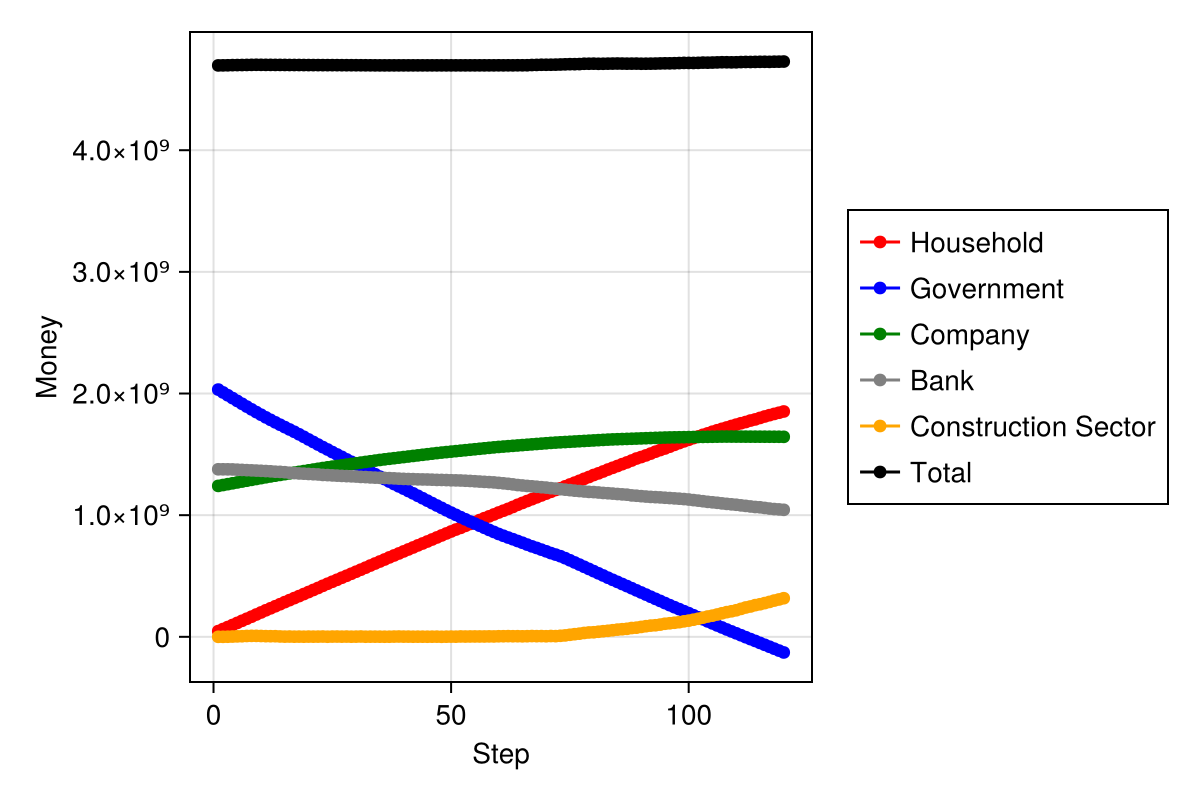 4.0×10⁹
3.0×10⁹
2.0×10⁹
1.0×10⁹
0
Money
0 50 100
Step
Household
Government
Company
Bank
Construction Sector
Total